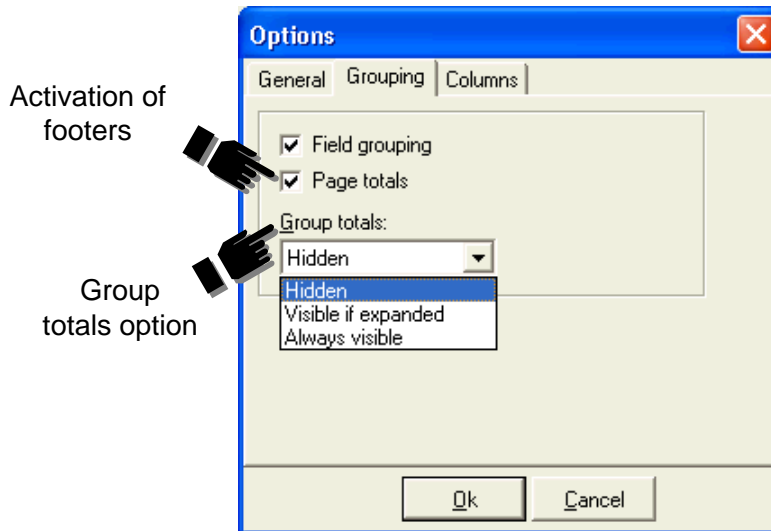 Options
General Grouping Columns
Activation of
footers
Field grouping
Page totals
Group totals:
Hidden
Group
totals option
Hidden
Visible if expanded
Always visible
Ok Cancel